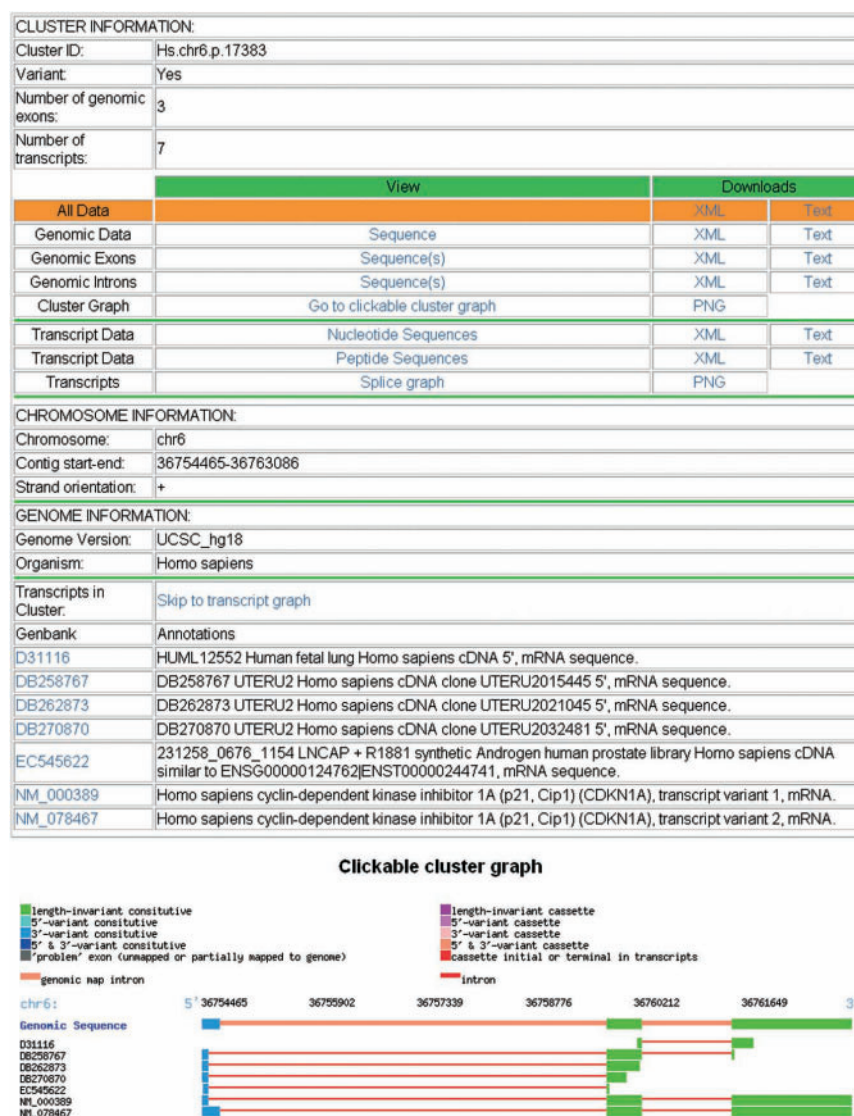 CLUSTER INFORMATION:
Cluster ID: Hs.chr6.p.17383
Variant: Yes
Number of genomic
exons: 3
Number of
transcripts: 7
View Downloads
All Data XML Text
Genomic Data Sequence XML Text
Genomic Exons Sequence(s) XML Text
Genomic Introns Sequence(s) XML Text
Cluster Graph Go to clickable cluster graph PNG
Transcript Data Nucleotide Sequences XML Text
Transcript Data Peptide Sequences XML Text
Transcripts Splice graph PNG
CHROMOSOME INFORMATION:
Chromosome: chr6
Contig start-end: 36754465-36763086
Strand orientation: +
GENOME INFORMATION:
Genome Version: UCSC_hg18
Organism: Homo sapiens
Transcripts in
Cluster: Skip to transcript graph
Genbank Annotations
D31116 HUML12552 Human fetal lung Homo sapiens cDNA 5', mRNA sequence.
DB258767 DB258767 UTERU2 Homo sapiens cDNA clone UTERU2015445 5', mRNA sequence.
DB262873 DB262873 UTERU2 Homo sapiens cDNA clone UTERU2021045 5', mRNA sequence.
DB270870 DB270870 UTERU2 Homo sapiens cDNA clone UTERU2032481 5', mRNA sequence.
EC545622 231258_0676_1154 LNCAP + R1881 synthetic Androgen human prostate library Homo sapiens cDNA
similar to ENSG00000124762|ENST00000244741, mRNA sequence.
NM_000389 Homo sapiens cyclin-dependent kinase inhibitor 1A (p21, Cip1) (CDKN1A), transcript variant 1, mRNA.
NM_078467 Homo sapiens cyclin-dependent kinase inhibitor 1A (p21, Cip1) (CDKN1A), transcript variant 2, mRNA.
Clickable cluster graph
length-invariant consitutive length-invariant cassette
5'-variant consitutive 5'-variant cassette
3'-variant consitutive 3'-variant cassette
5' & 3'-variant consitutive 5' & 3'-variant cassette
'problem' exon (unmapped or partially mapped to genome) cassette initial or terminal in transcripts
genomic map intron intron
chr6: 5' 36754465 36755902 36757339 36758776 36760212 36761649 3
Genomic Sequence
D31116
DB258767
DB262873
DB270870
EC545622
NM_000389
NM_078467